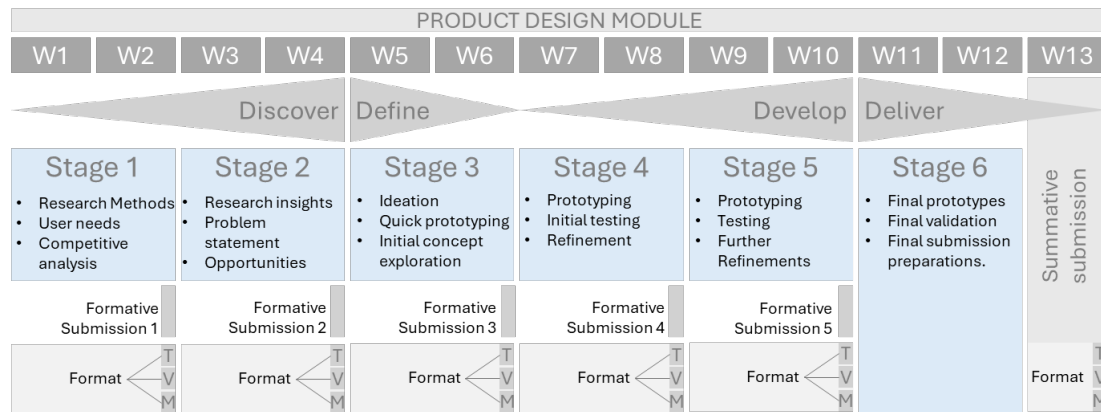 PRODUCT DESIGN MODULE
W1 W2 W3 W4 W5 W6 W7 W8 W9 W10 W11 W12 W13
Discover Define Develop Deliver
Stage 1
• Research Methods
• User needs
• Competitive
analysis
Stage 2
• Research insights
• Problem
statement
• Opportunities
Stage 3
• Ideation
• Quick prototyping
• Initial concept
exploration
Stage 4
• Prototyping
• Initial testing
• Refinement
Stage 5
• Prototyping
• Testing
• Further
Refinements
Stage 6
• Final prototypes
• Final validation
• Final submission
preparations.
Summative
submission
Formative
Submission 1
Formative
Submission 2
Formative
Submission 3
Formative
Submission 4
Formative
Submission 5
Format
T
V
M
Format
T
V
M
Format
T
V
M
Format
T
V
M
Format
T
V
M
Format
T
V
M